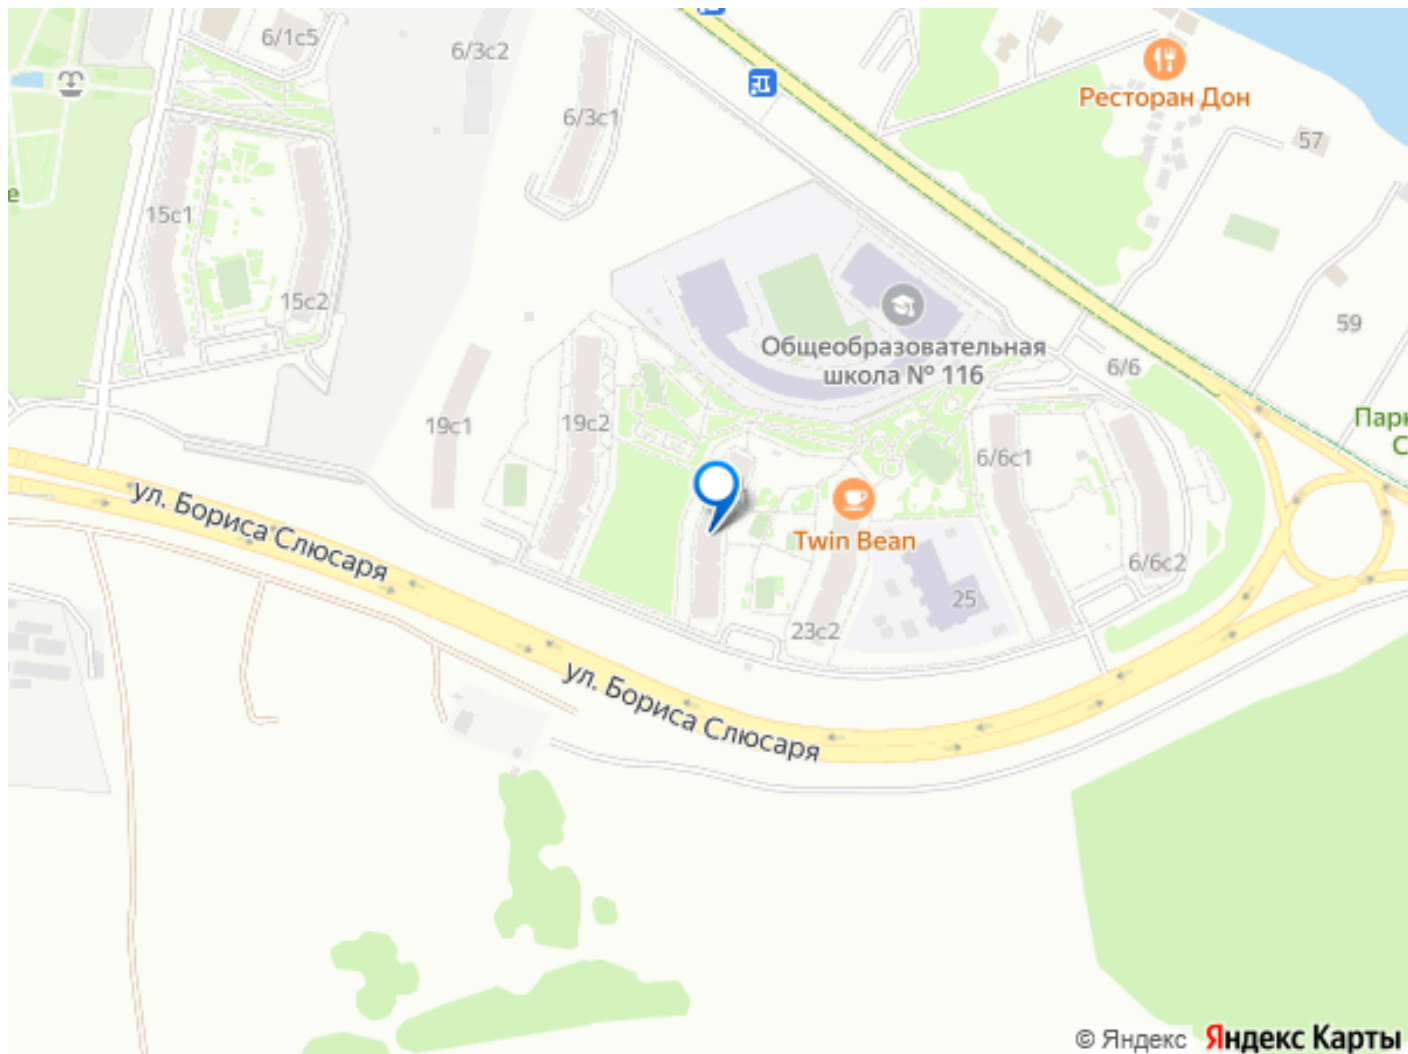 6/1с5
6/3с2
Ресторан Дон
6/3с1
57
е
15с1
15с2
59
Общеобразовательная
школа № 116
6/6
19с1
19с2
Парк
С
6/6с1
ул. Бориса Слюсаря
Twin Bean
6/6с2
25
23с2
ул. Бориса Слюсаря
© Яндекс Яндекс Карты